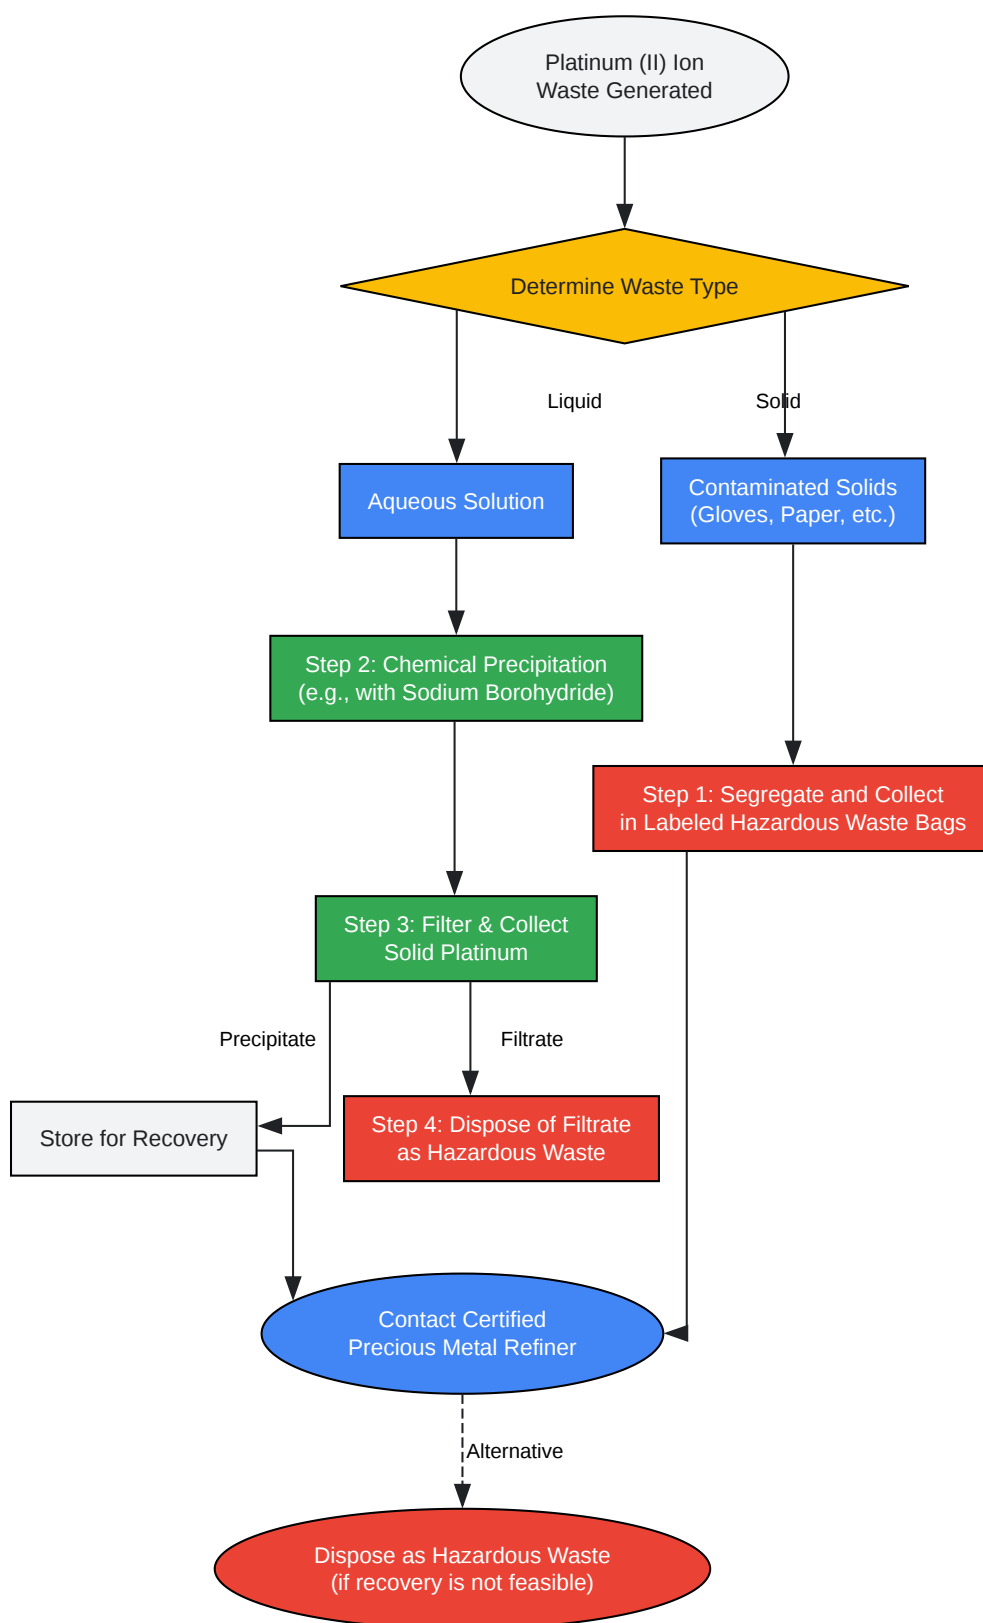 Platinum (II) Ion
Waste Generated
Determine Waste Type
Liquid
Solid
Aqueous Solution
Contaminated Solids
(Gloves, Paper, etc.)
Step 2: Chemical Precipitation
(e.g., with Sodium Borohydride)
Step 1: Segregate and Collect
in Labeled Hazardous Waste Bags
Step 3: Filter & Collect
Solid Platinum
Precipitate
Filtrate
Store for Recovery
Step 4: Dispose of Filtrate
as Hazardous Waste
Contact Certified
Precious Metal Refiner
Alternative
Dispose as Hazardous Waste
(if recovery is not feasible)